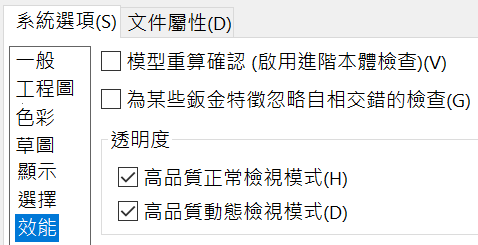 系統選項(S) 文件屬性(D)
一般
工程圖
色彩
草圖
顯示
選擇
效能
模型重算確認 (啟用進階本體檢查)(V)
為某些鈑金特徵忽略自相交錯的檢查(G)
透明度
高品質正常檢視模式(H)
高品質動態檢視模式(D)